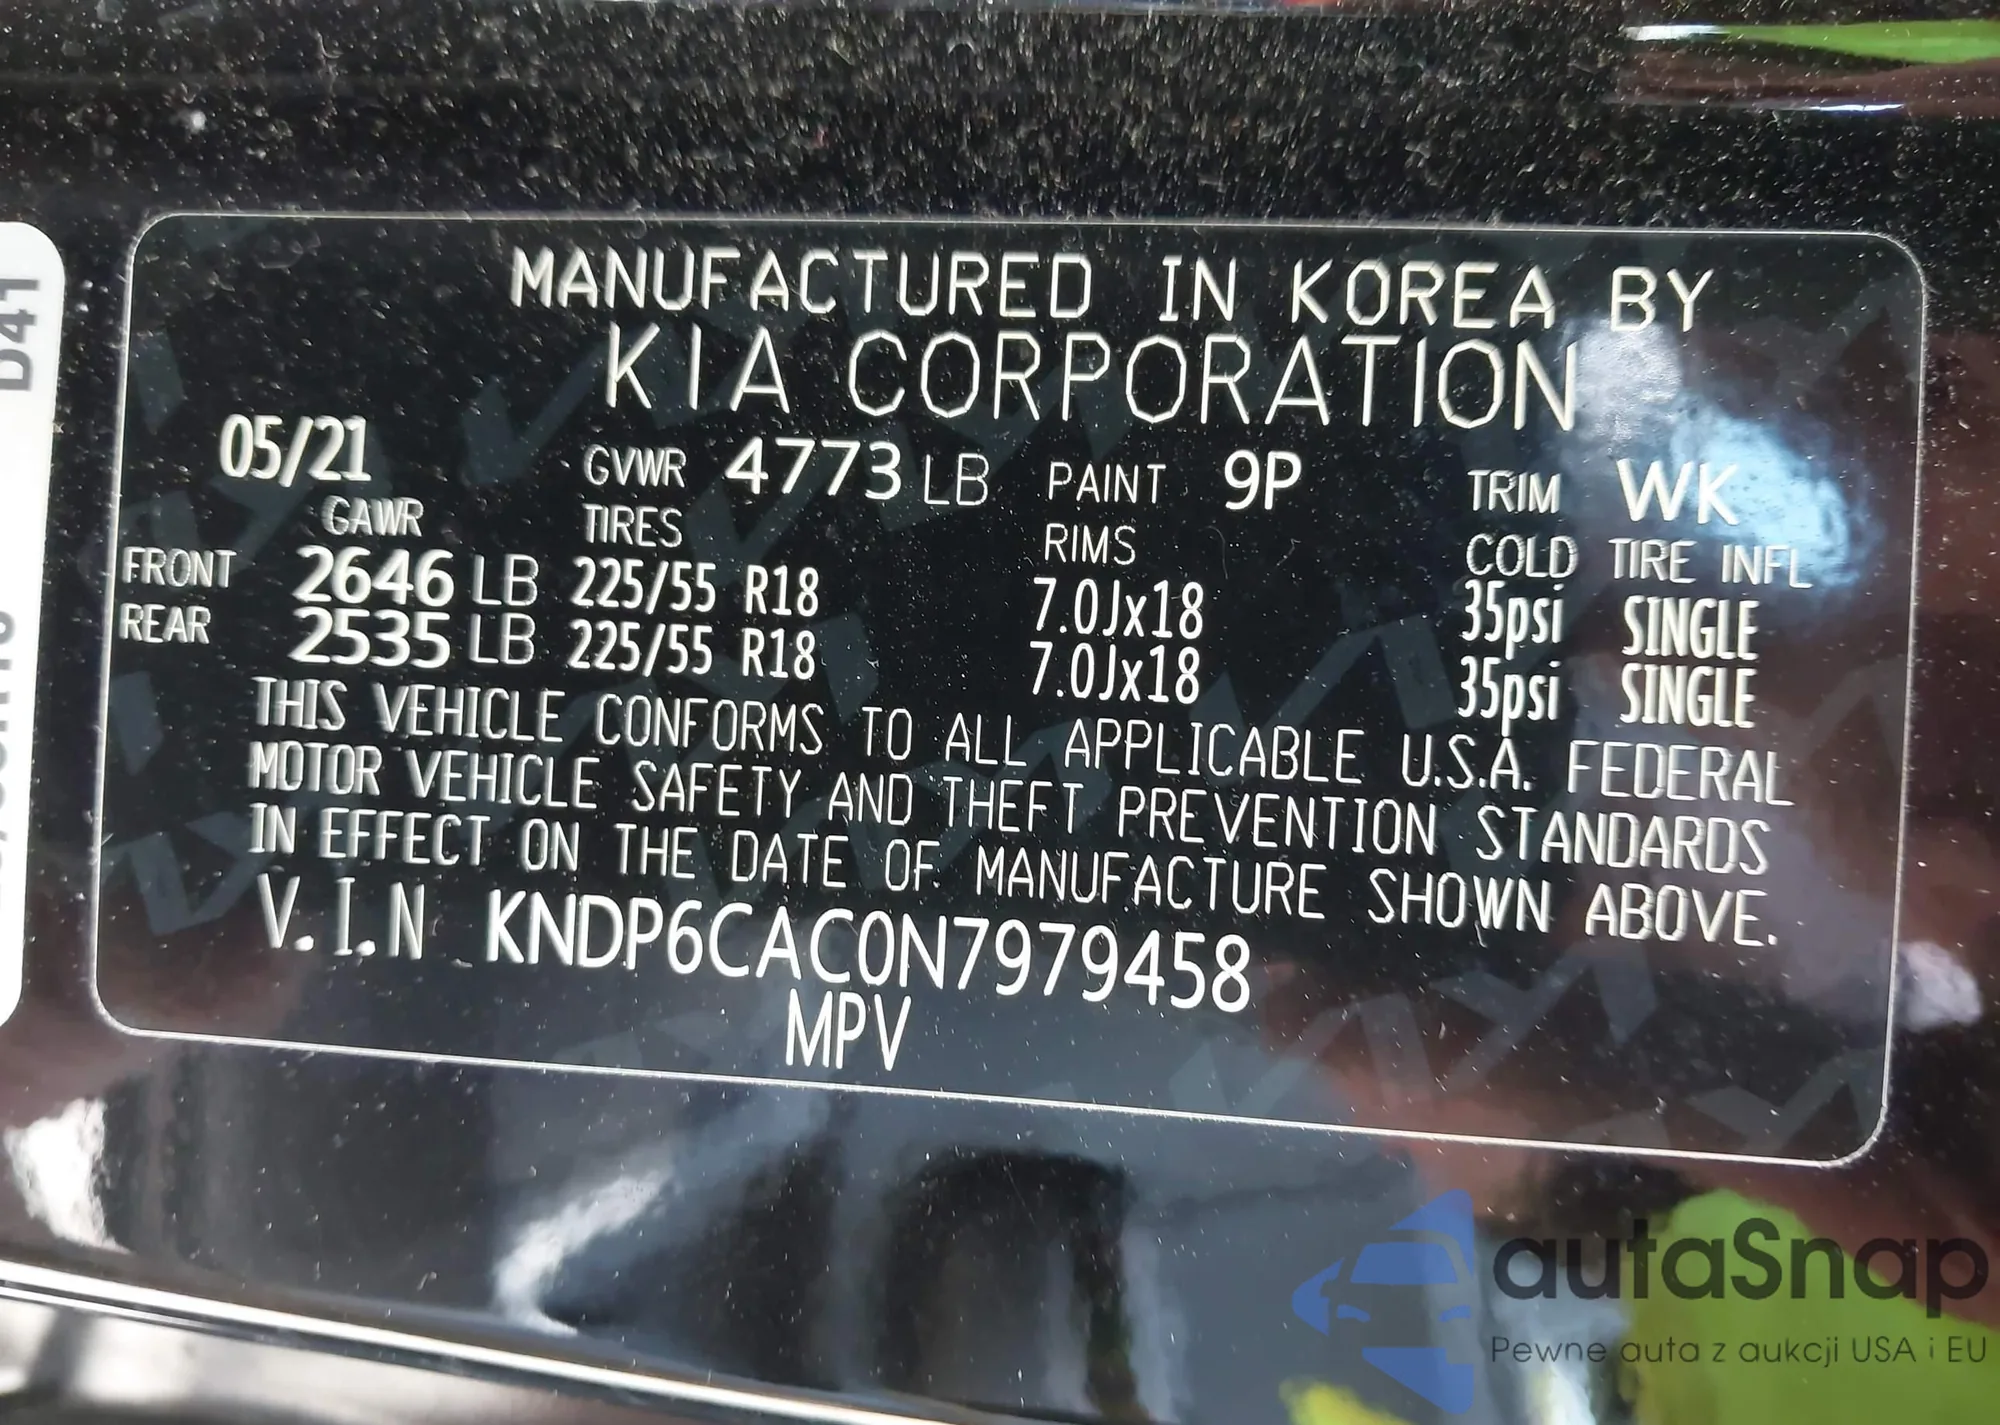 MANUFACTURED IN KOREA BY
KIA CORPORATION
05/21 GVWR 4773 LB PAINT 9P TRIM WK
GAWR TIRES RIMS COLD TIRE INFL
FRONT 2646 LB 225/55 R18 7.0Jx18 35psi SINGLE
REAR 2535 LB 225/55 R18 7.0Jx18 35psi SINGLE
THIS VEHICLE CONFORMS TO ALL APPLICABLE U.S.A. FEDERAL
MOTOR VEHICLE SAFETY AND THEFT PREVENTION STANDARDS
IN EFFECT ON THE DATE OF MANUFACTURE SHOWN ABOVE.
V.I.N KNDP6CAC0N7979458
MPV
D41
autaSnap
Pewne auta z aukcji USA i EU